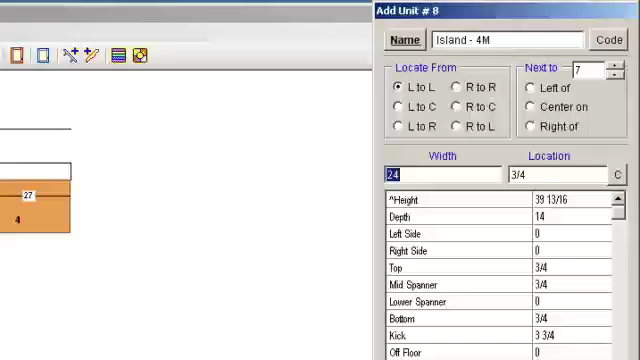 Add Unit # 8
Name Island - 4M Code
Locate From Next to 7
L to L R to R Left of
L to C R to C Center on
L to R R to L Right of
Width Location
24 3/4 C
^Height 39 13/16
Depth 14
Left Side 0
Right Side 0
Top 3/4
Mid Spanner 3/4
Lower Spanner 0
Bottom 3/4
Kick 3 3/4
Off Floor 0
27
4